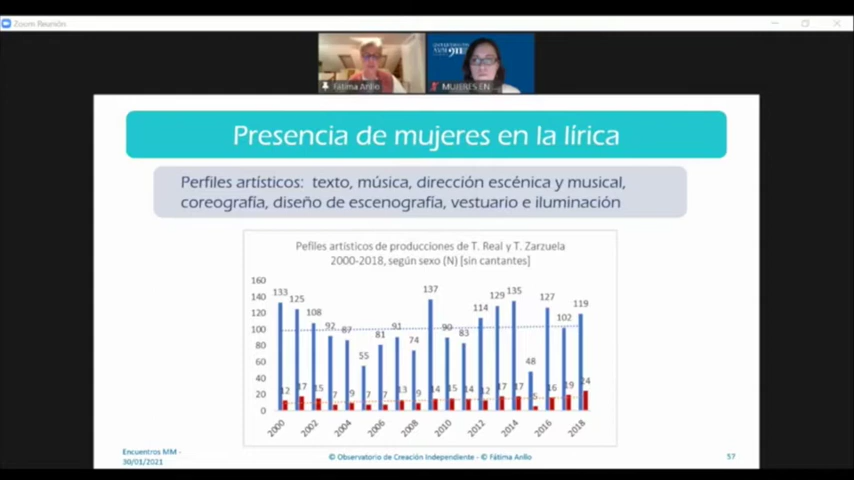 Zoom Reunión
Fátima Arillo
MUJERES EN
Presencia de mujeres en la lírica
Perfiles artísticos: texto, música, dirección escénica y musical,
coreografía, diseño de escenografía, vestuario e iluminación
Pefiles artísticos de producciones de T. Real y T. Zarzuela
2000-2018, según sexo (N) [sin cantantes]
160
140
120
100
80
60
40
20
0
133 125 108 92 87 55 81 91 74 137 90 83 114 129 135 48 127 102 119
12 17 15 7 9 7 7 13 9 14 15 14 12 17 17 5 16 19 24
2000 2002 2004 2006 2008 2010 2012 2014 2016 2018
Encuentros MM -
30/01/2021
© Observatorio de Creación Independiente - © Fátima Arillo
57